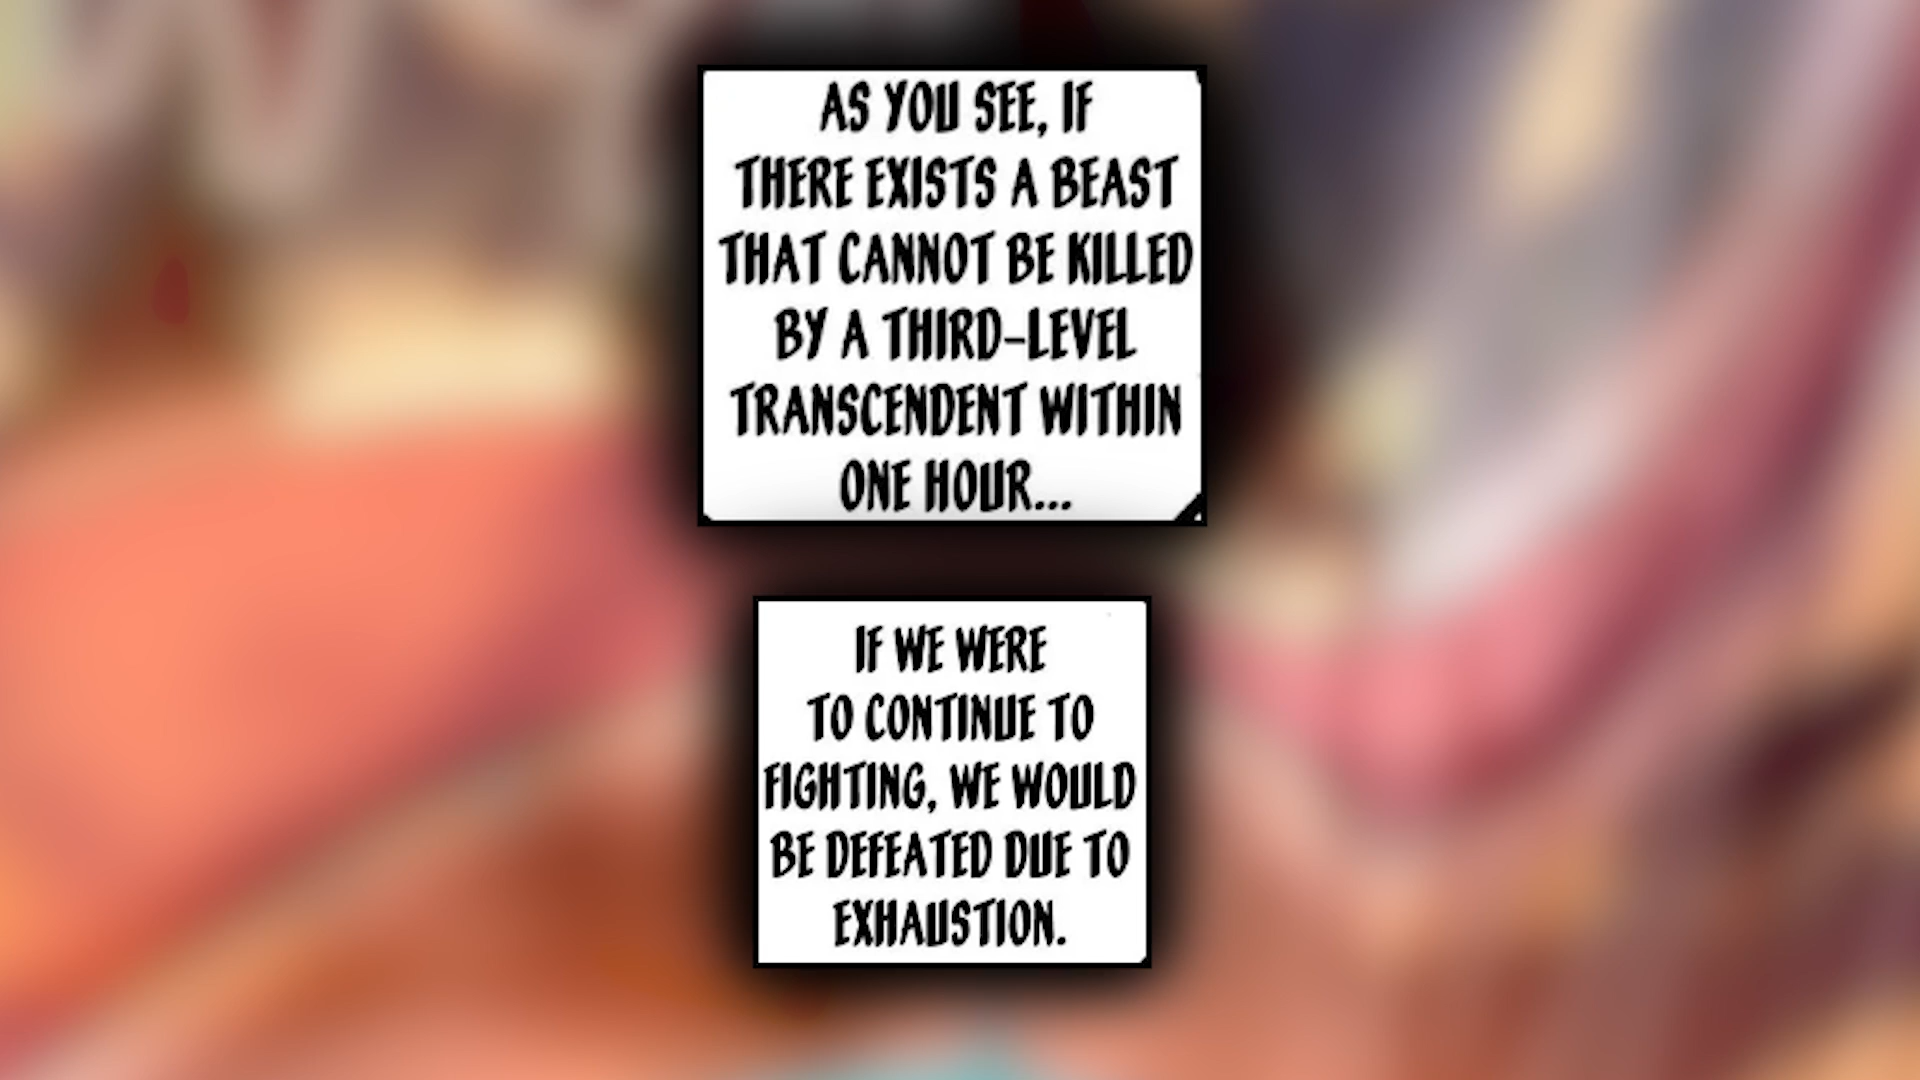 AS YOU SEE, IF
THERE EXISTS A BEAST
THAT CANNOT BE KILLED
BY A THIRD-LEVEL
TRANSCENDENT WITHIN
ONE HOUR...
IF WE WERE
TO CONTINUE TO
FIGHTING, WE WOULD
BE DEFEATED DUE TO
EXHAUSTION.